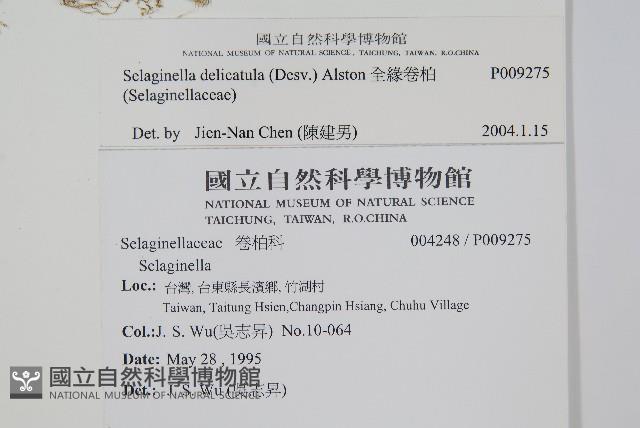 國立自然科學博物館
NATIONAL MUSEUM OF NATURAL SCIENCE, TAICHUNG, TAIWAN, R.O.CHINA
Selaginella delicatula (Desv.) Alston 全緣卷柏 P009275
(Selaginellaceae)
Det. by Jien-Nan Chen (陳建男) 2004.1.15
國立自然科學博物館
NATIONAL MUSEUM OF NATURAL SCIENCE
TAICHUNG, TAIWAN, R.O.CHINA
Selaginellaceae 卷柏科 004248 / P009275
Selaginella
Loc.: 台灣, 台東縣長濱鄉, 竹湖村
Taiwan, Taitung Hsien,Changpin Hsiang, Chuhu Village
Col.:J. S. Wu(吳志昇) No.10-064
Date: May 28 , 1995
Det.: J. S. Wu (吳志昇)
國立自然科學博物館
NATIONAL MUSEUM OF NATURAL SCIENCE